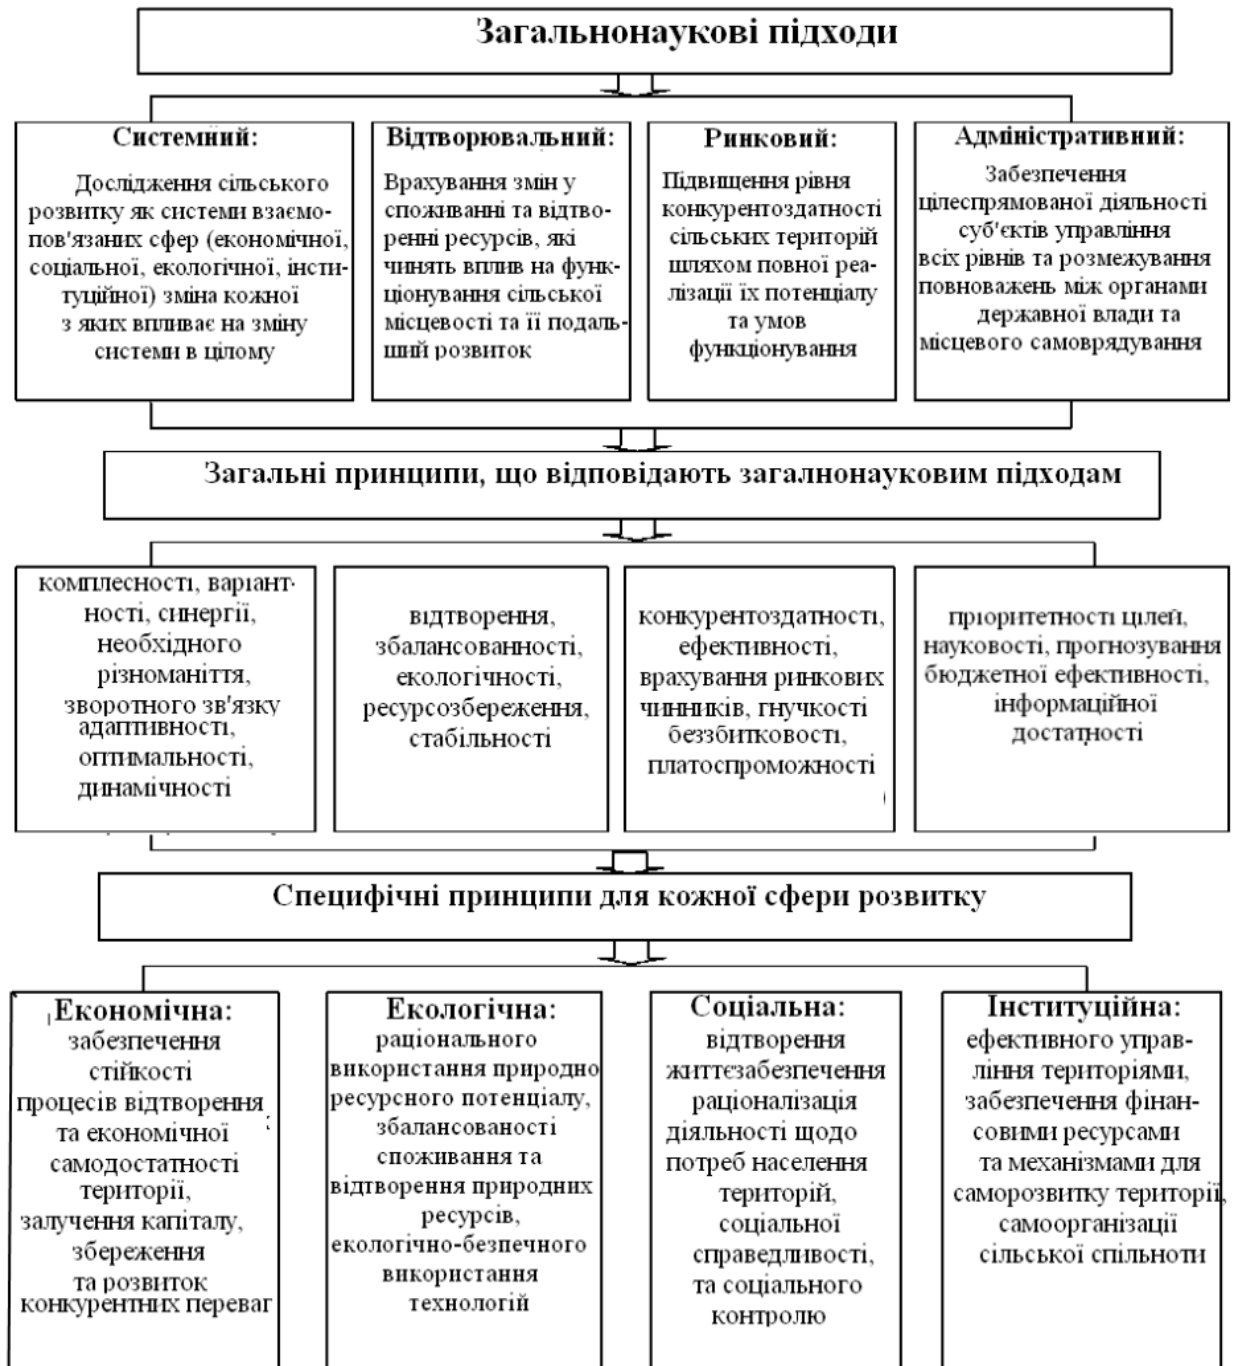 Загальнонаукові підходи
Системний:
Дослідження сільського
розвитку як системи взаємо-
пов'язаних сфер (економічної,
соціальної, екологічної, інсти-
туційної) зміна кожної
з яких впливає на зміну
системи в цілому
Відтворювальний:
Врахування змін у
споживанні та відтво-
ренні ресурсів, які
чинять вплив на функ-
ціонування сільської
місцевості та її подаль-
ший розвиток
Ринковий:
Підвищення рівня
конкурентоздатності
сільських територій
шляхом повної реа-
лізації їх потенціалу
та умов
функціонування
Адміністративний:
Забезпечення
цілеспрямованої діяльності
суб'єктів управління
всіх рівнів та розмежування
повноважень між органами
державної влади та
місцевого самоврядування
Загальні принципи, що відповідають загалнонауковим підходам
комплесності, варіант-
ності, синергії,
необхідного
різноманіття,
зворотного зв'язку
адаптивності,
оптимальності,
динамічності
відтворення,
збалансованності,
екологічності,
ресурсозбереження,
стабільності
конкурентоздатності,
ефективності,
врахування ринкових
чинників, гнучкості
беззбитковості,
платоспроможності
пріоритетності цілей,
науковості, прогнозування
бюджетної ефективності,
інформаційної
достатності
Специфічні принципи для кожної сфери розвитку
Економічна:
забезпечення
стійкості
процесів відтворення
та економічної
самодостатності
території,
залучення капіталу,
збереження
та розвиток
конкурентних переваг
Екологічна:
раціонального
використання природно
ресурсного потенціалу,
збалансованості
споживання та
відтворення природних
ресурсів,
екологічно-безпечного
використання
технологій
Соціальна:
відтворення
життєзабезпечення
раціоналізація
діяльності щодо
потреб населення
територій,
соціальної
справедливості,
та соціального
контролю
Інституційна:
ефективного управ-
ління територіями,
забезпечення фінан-
совими ресурсами
та механізмами для
саморозвитку території,
самоорганізації
сільської спільноти